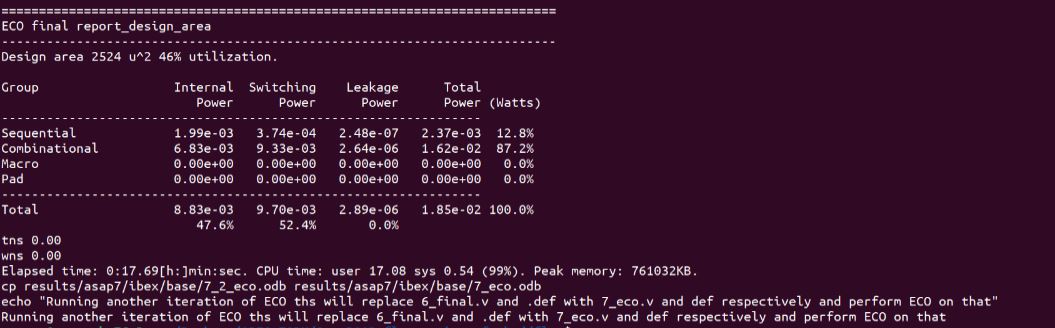 ================================================================================
ECO final report_design_area
--------------------------------------------------------------------------------
Design area 2524 u^2 46% utilization.
Group Internal Switching Leakage Total
Power Power Power Power (Watts)
----------------------------------------------------------------
Sequential 1.99e-03 3.74e-04 2.48e-07 2.37e-03 12.8%
Combinational 6.83e-03 9.33e-03 2.64e-06 1.62e-02 87.2%
Macro 0.00e+00 0.00e+00 0.00e+00 0.00e+00 0.0%
Pad 0.00e+00 0.00e+00 0.00e+00 0.00e+00 0.0%
----------------------------------------------------------------
Total 8.83e-03 9.70e-03 2.89e-06 1.85e-02 100.0%
47.6% 52.4% 0.0%
tns 0.00
wns 0.00
Elapsed time: 0:17.69[h:]min:sec. CPU time: user 17.08 sys 0.54 (99%). Peak memory: 761032KB.
cp results/asap7/ibex/base/7_2_eco.odb results/asap7/ibex/base/7_eco.odb
echo "Running another iteration of ECO ths will replace 6_final.v and .def with 7_eco.v and def respectively and perform ECO on that"
Running another iteration of ECO ths will replace 6_final.v and .def with 7_eco.v and def respectively and perform ECO on that